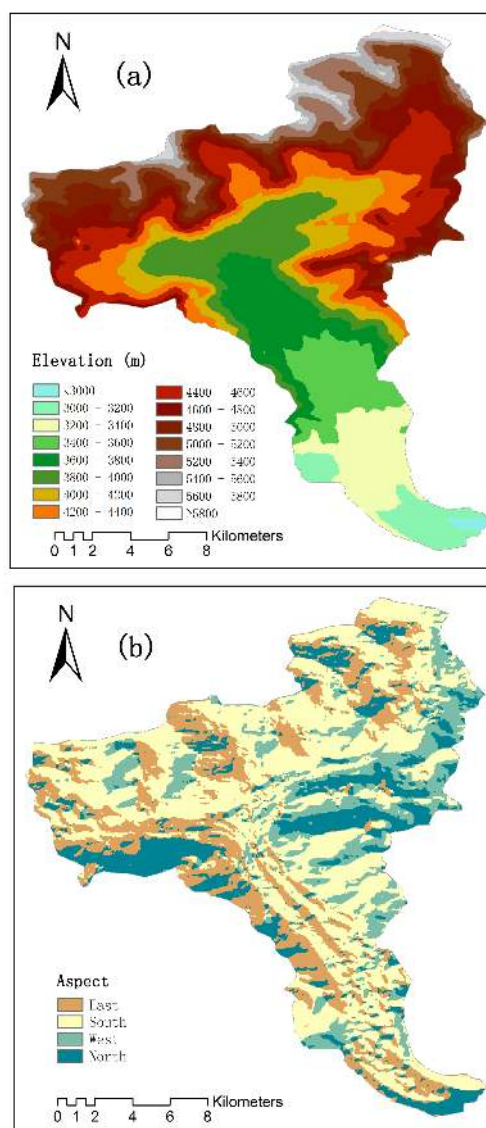 N
(a)
Elevation (m)
<3000
3000 - 3200
3200 - 3400
3400 - 3600
3600 - 3800
3800 - 4000
4000 - 4200
4200 - 4400
4400 - 4600
4600 - 4800
4800 - 5000
5000 - 5200
5200 - 5400
5400 - 5600
5600 - 5800
>5800
Kilometers
0 1 2 4 6 8
N
(b)
Aspect
East
South
West
North
Kilometers
0 1 2 4 6 8